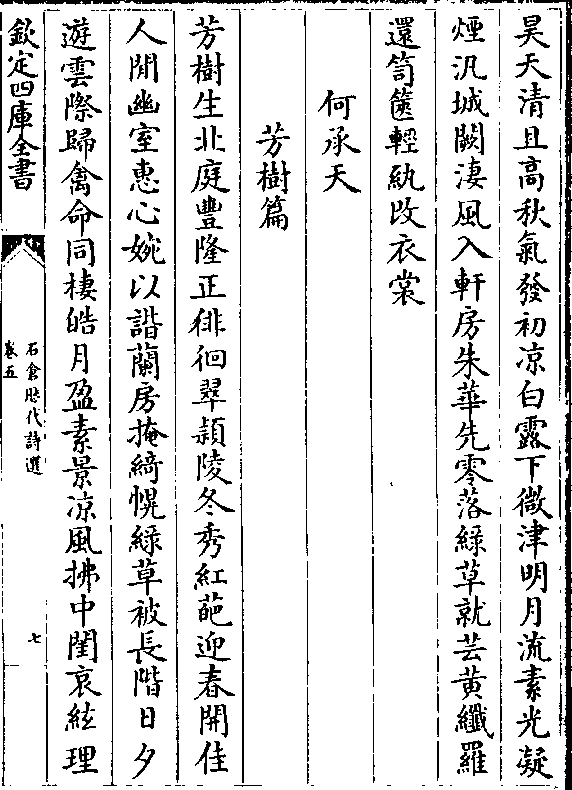 昊天清且高秋氣發初凉白露下微津明月流素光凝
煙汎城闕淒風入軒房朱華先零落綠草就芸黄纖羅
還笥篋輕紈改衣裳
何承天
芳樹篇
芳樹生北庭豐隆正徘徊翠穎陵冬秀紅葩迎春開佳
人閒幽室惠心婉以諧蘭房掩綺幌綠草被長階日夕
遊雲際歸禽命同棲皓月盈素景凉風拂中閨哀絃理
欽定四庫全書
石倉歴代詩選
卷五
七